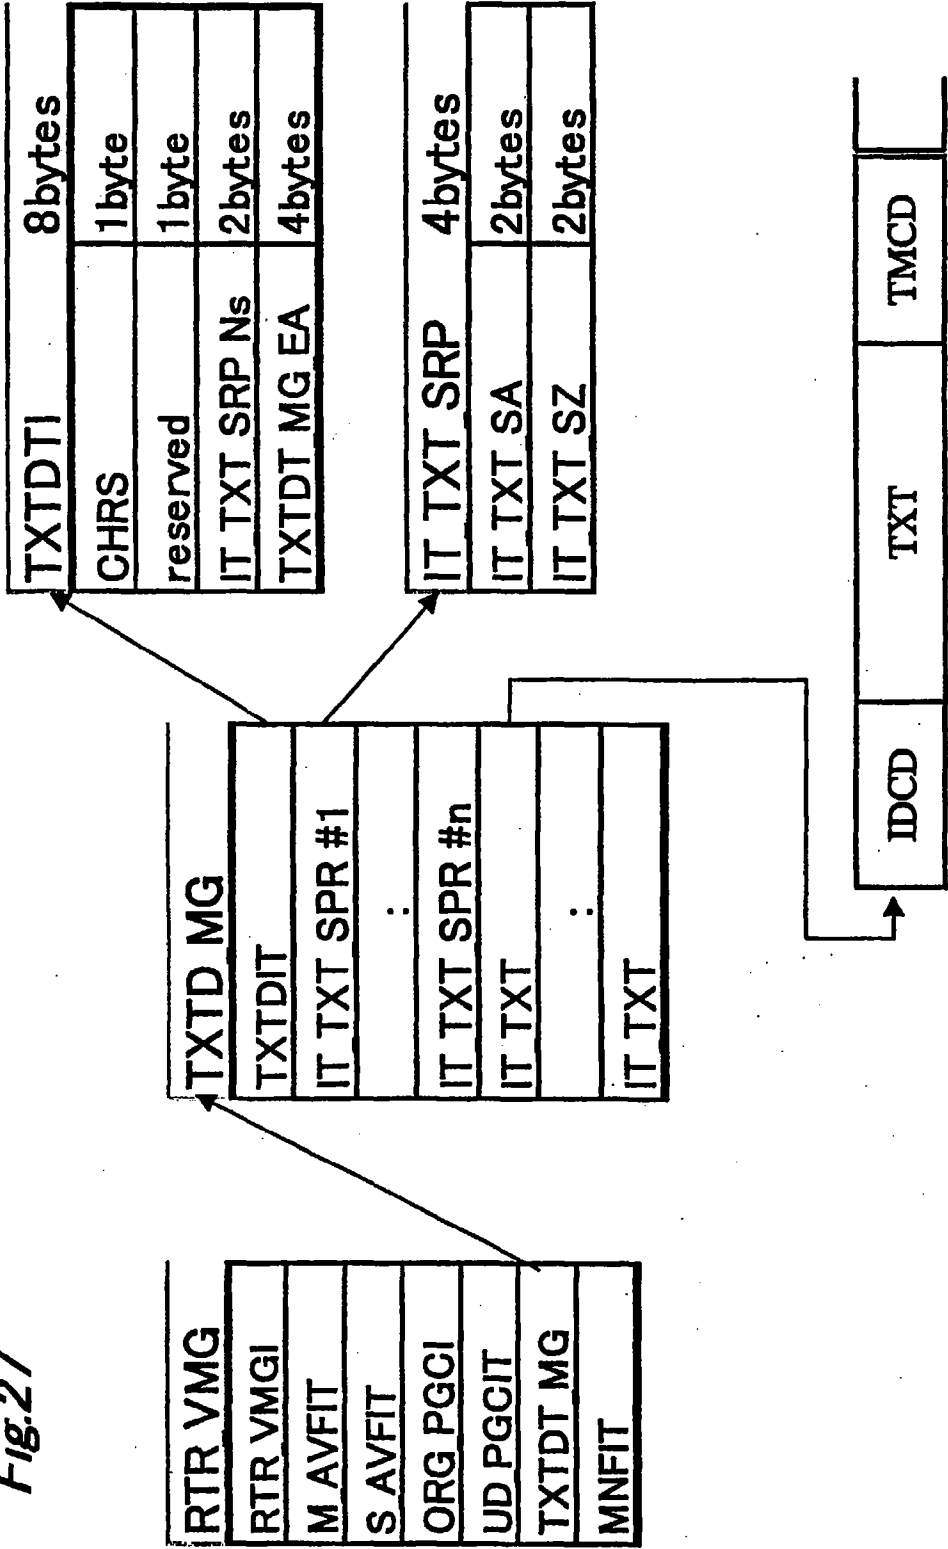 Fig.27
RTR VMG
RTR VMGI
M AVFIT
S AVFIT
ORG PGCI
UD PGCIT
TXTDT MG
MNFIT
TXTD MG
TXTDIT
IT TXT SPR #1
:
IT TXT SPR #n
IT TXT
:
IT TXT
TXTDTI 8bytes
CHRS 1byte
reserved 1byte
IT TXT SRP Ns 2bytes
TXTDT MG EA 4bytes
IT TXT SRP 4bytes
IT TXT SA 2bytes
IT TXT SZ 2bytes
IDCD TXT TMCD